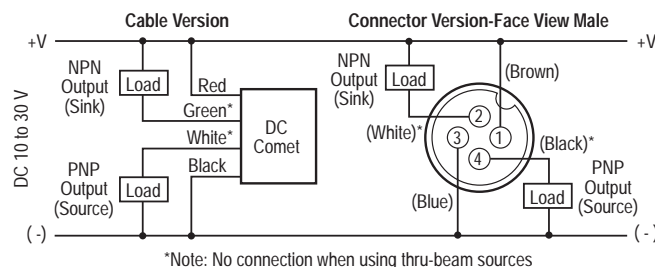 Cable Version
Connector Version-Face View Male
+V
+V
NPN
Output
(Sink)
Load
Red
Green*
White*
Black
DC
Comet
PNP
Output
(Source)
Load
DC 10 to 30 V
NPN
Output
(Sink)
Load
(Brown)
(White)*
2
3
1
4
(Black)*
(Blue)
Load
PNP
Output
(Source)
(-)
(-)
*Note: No connection when using thru-beam sources